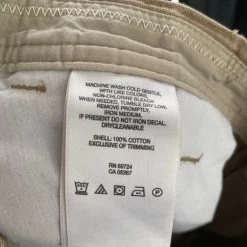 MACHINE WASH COLD GENTLE,
WITH LIKE COLORS,
NON-CHLORINE BLEACH
WHEN NEEDED, TUMBLE DRY LOW.
REMOVE PROMPTLY.
IRON MEDIUM.
IF PRESENT DO NOT IRON DECAL.
DRYCLEANABLE
SHELL: 100% COTTON
EXCLUSIVE OF TRIMMING
RN 69724
CA 06367